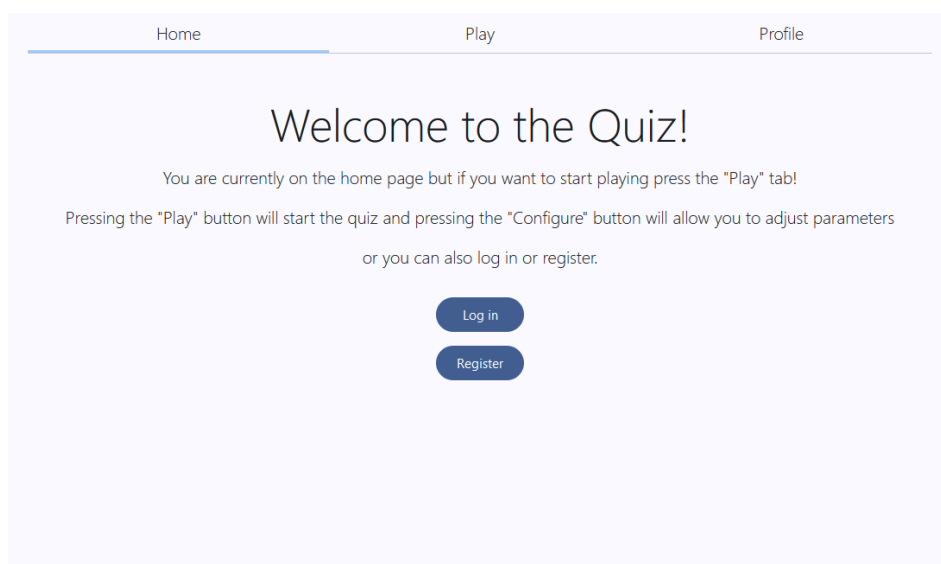 Home Play Profile
Welcome to the Quiz!
You are currently on the home page but if you want to start playing press the "Play" tab!
Pressing the "Play" button will start the quiz and pressing the "Configure" button will allow you to adjust parameters
or you can also log in or register.
Log in
Register